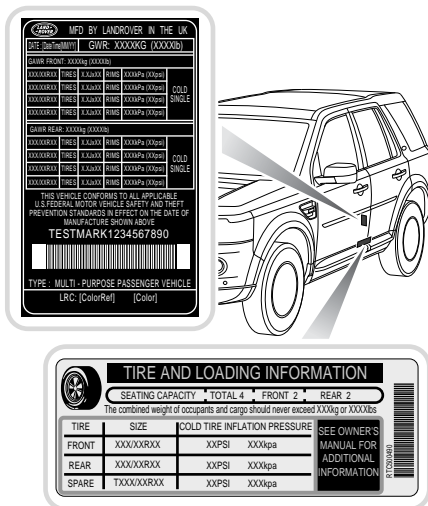 LAND-ROVER
MFD BY LANDROVER IN THE UK
DATE [DateTime[MM/YY] GWR: XXXXKG (XXXXlb)
GAWR FRONT: XXXXkg (XXXXlb)
XXX/XXRXX TIRES X.XJxXX RIMS XXXkPa (XXpsi)
XXX/XXRXX TIRES X.XJxXX RIMS XXXkPa (XXpsi)
XXX/XXRXX TIRES X.XJxXX RIMS XXXkPa (XXpsi)
XXX/XXRXX TIRES X.XJxXX RIMS XXXkPa (XXpsi)
COLD
SINGLE
GAWR REAR: XXXXkg (XXXXlb)
XXX/XXRXX TIRES X.XJxXX RIMS XXXkPa (XXpsi)
XXX/XXRXX TIRES X.XJxXX RIMS XXXkPa (XXpsi)
XXX/XXRXX TIRES X.XJxXX RIMS XXXkPa (XXpsi)
XXX/XXRXX TIRES X.XJxXX RIMS XXXkPa (XXpsi)
COLD
SINGLE
THIS VEHICLE CONFORMS TO ALL APPLICABLE
U.S.FEDERAL MOTOR VEHICLE SAFETY AND THEFT
PREVENTION STANDARDS IN EFFECT ON THE DATE OF
MANUFACTURE SHOWN ABOVE
TESTMARK1234567890
TYPE : MULTI - PURPOSE PASSENGER VEHICLE
LRC: [ColorRef] [Color]
TIRE AND LOADING INFORMATION
SEATING CAPACITY TOTAL 4 FRONT 2 REAR 2
The combined weight of occupants and cargo should never exceed XXXkg or XXXXlbs
TIRE SIZE COLD TIRE INFLATION PRESSURE
FRONT XXX/XXRXX XXPSI XXXkpa
REAR XXX/XXRXX XXPSI XXXkpa
SPARE TXXX/XXRXX XXPSI XXXkpa
SEE OWNER'S
MANUAL FOR
ADDITIONAL
INFORMATION
RTC500490